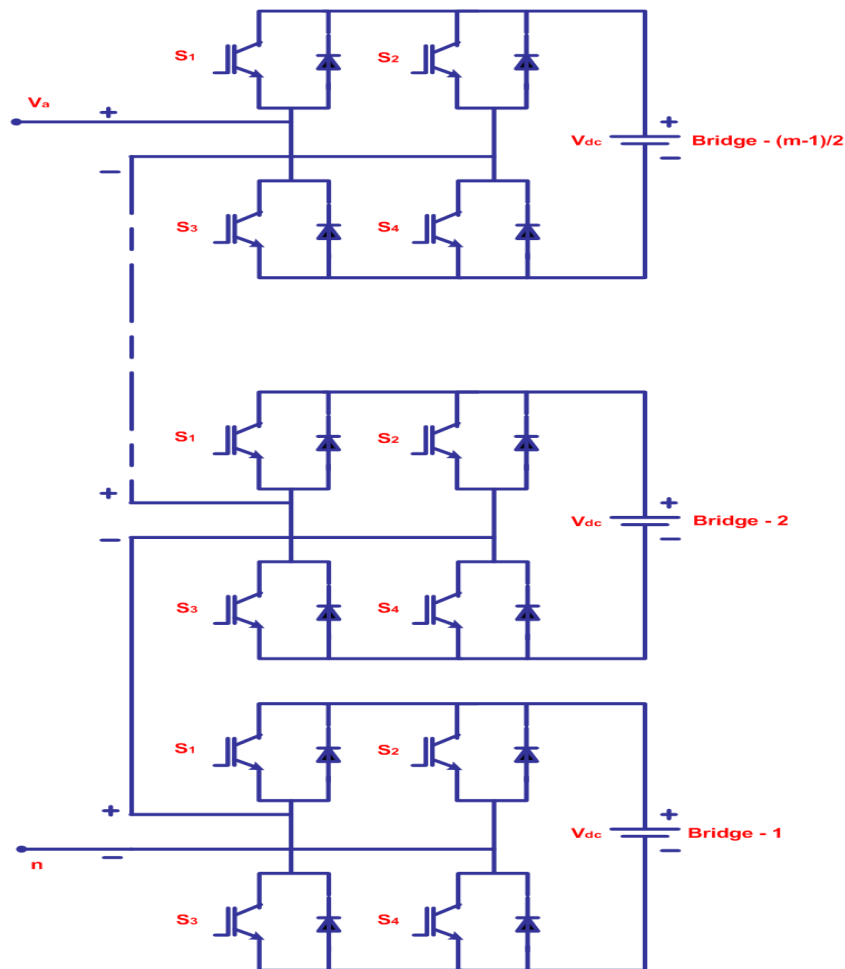 S1 S2
Va + +
Vdc Bridge - (m-1)/2
− −
S3 S4
S1 S2
+ +
Vdc Bridge - 2
− −
S3 S4
S1 S2
+ +
Vdc Bridge - 1
− −
n
S3 S4